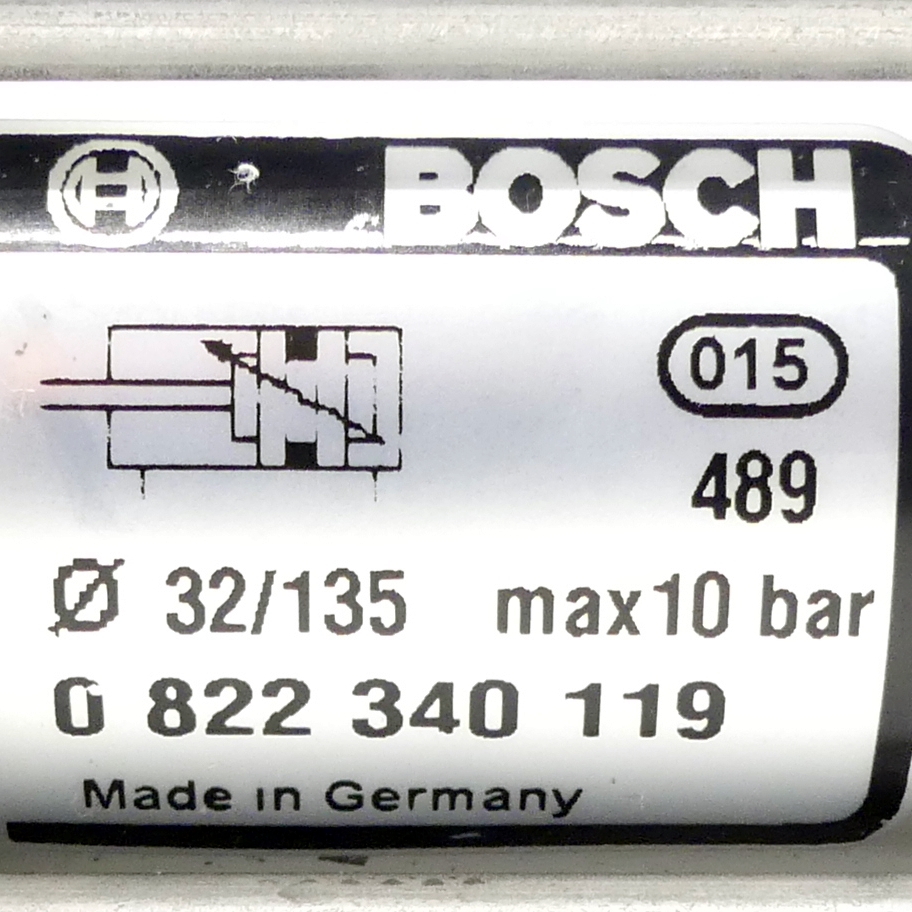 BOSCH
015
489
Ø 32/135 max10 bar
0 822 340 119
Made in Germany